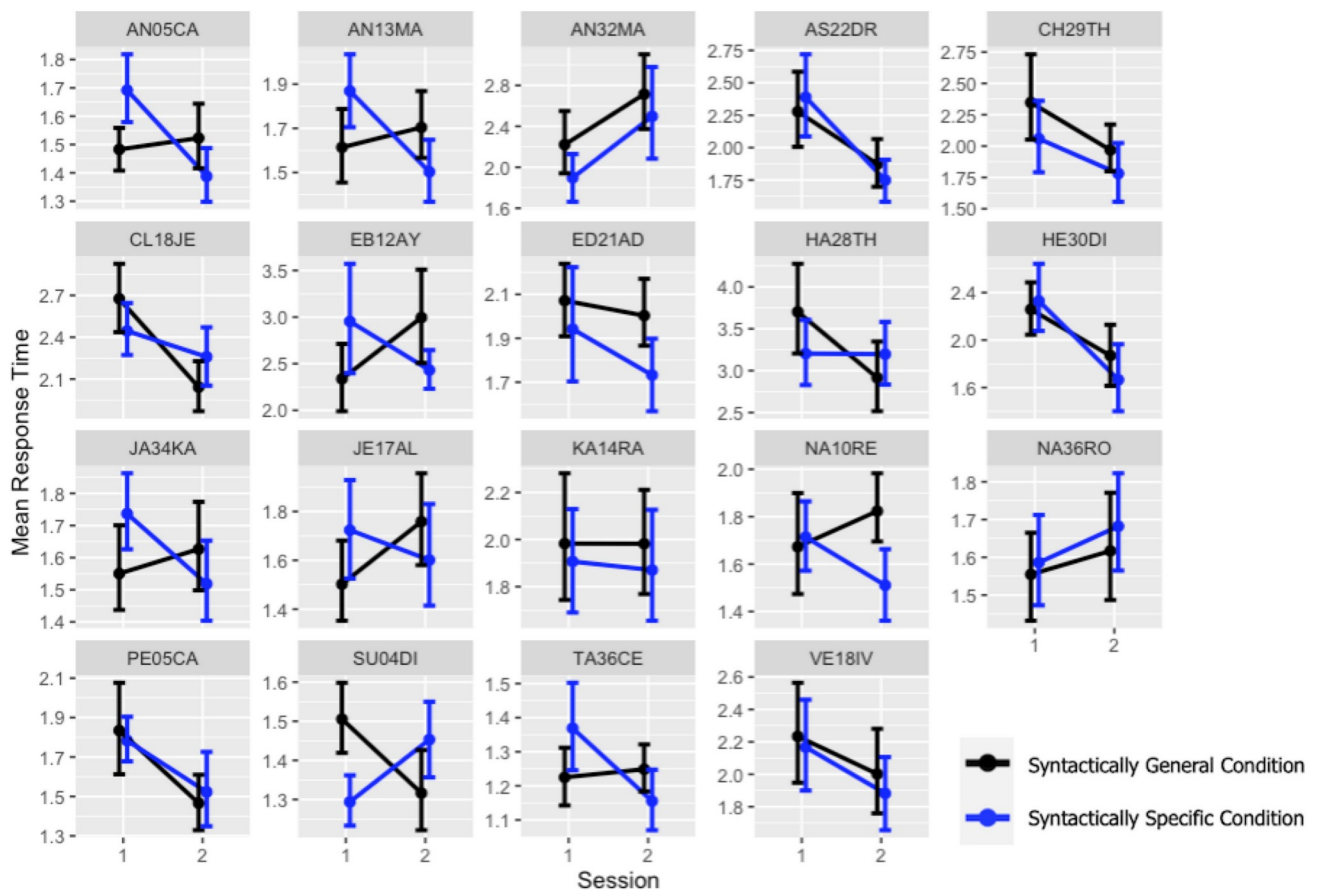 AN05CA AN13MA AN32MA AS22DR CH29TH
1.8 1.7 1.6 1.5 1.4 1.3
1.9 1.7 1.5
2.8 2.4 2.0 1.6
2.75 2.50 2.25 2.00 1.75
2.75 2.50 2.25 2.00 1.75 1.50
CL18JE EB12AY ED21AD HA28TH HE30DI
2.7 2.4 2.1
3.5 3.0 2.5 2.0
2.1 1.9 1.7
4.0 3.5 3.0 2.5
2.4 2.0 1.6
Mean Response Time
JA34KA JE17AL KA14RA NA10RE NA36RO
1.8 1.7 1.6 1.5 1.4
1.8 1.6 1.4
2.2 2.0 1.8
2.0 1.8 1.6 1.4
1.8 1.7 1.6 1.5
1 2
PE05CA SU04DI TA36CE VE18IV
2.1 1.9 1.7 1.5 1.3
1.6 1.5 1.4 1.3
1.5 1.4 1.3 1.2 1.1
2.6 2.4 2.2 2.0 1.8
1 2 1 2 1 2 1 2
Session
Syntactically General Condition
Syntactically Specific Condition